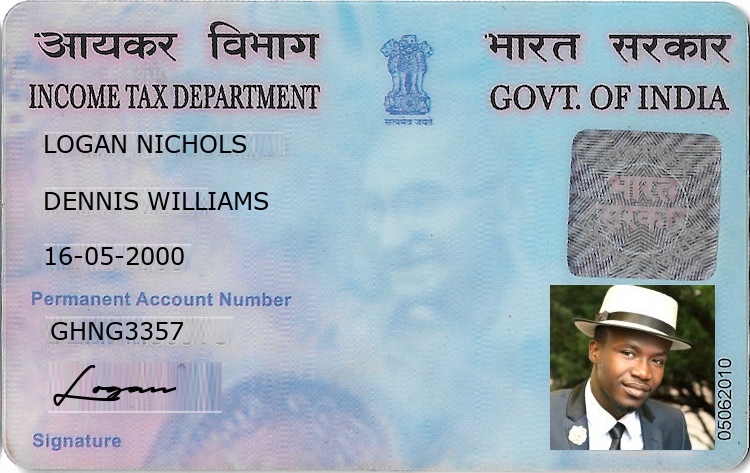 आयकर विभाग
भारत सरकार
INCOME TAX DEPARTMENT
GOVT. OF INDIA
सत्यमेव जयते
LOGAN NICHOLS
DENNIS WILLIAMS
16-05-2000
भारत
सरकार
Permanent Account Number
GHNG3357
Logan
Signature
05062010